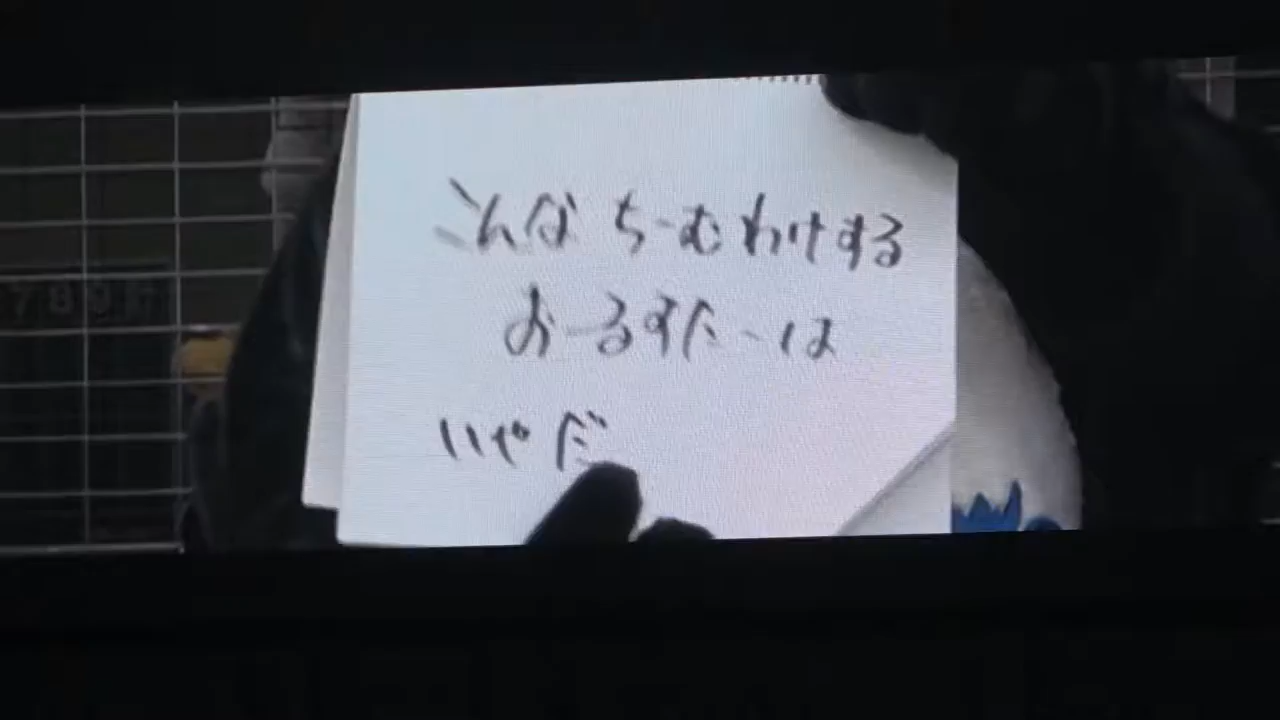 こんな ちーむわけする
おーるすたーは
いやだ